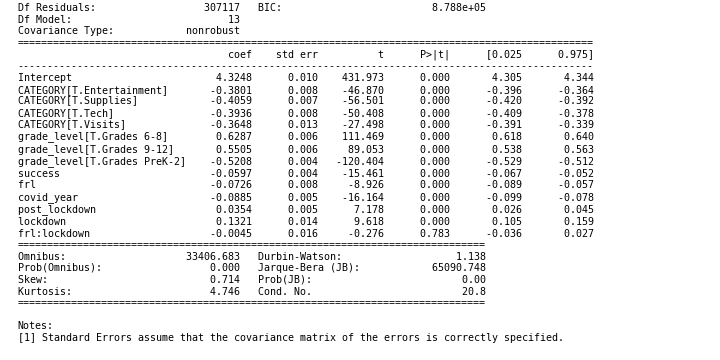 Df Residuals:                   307117   BIC:                         8.788e+05
Df Model:                           13
Covariance Type:            nonrobust
================================================================================================
                                   coef    std err          t      P>|t|      [0.025      0.975]
------------------------------------------------------------------------------------------------
Intercept                        4.3248      0.010    431.973      0.000       4.305       4.344
CATEGORY[T.Entertainment]       -0.3801      0.008    -46.870      0.000      -0.396      -0.364
CATEGORY[T.Supplies]            -0.4059      0.007    -56.501      0.000      -0.420      -0.392
CATEGORY[T.Tech]                -0.3936      0.008    -50.408      0.000      -0.409      -0.378
CATEGORY[T.Visits]              -0.3648      0.013    -27.498      0.000      -0.391      -0.339
grade_level[T.Grades 6-8]        0.6287      0.006    111.469      0.000       0.618       0.640
grade_level[T.Grades 9-12]       0.5505      0.006     89.053      0.000       0.538       0.563
grade_level[T.Grades PreK-2]    -0.5208      0.004   -120.404      0.000      -0.529      -0.512
success                         -0.0597      0.004    -15.461      0.000      -0.067      -0.052
frl                             -0.0726      0.008     -8.926      0.000      -0.089      -0.057
covid_year                      -0.0885      0.005    -16.164      0.000      -0.099      -0.078
post_lockdown                    0.0354      0.005      7.178      0.000       0.026       0.045
lockdown                         0.1321      0.014      9.618      0.000       0.105       0.159
frl:lockdown                    -0.0045      0.016     -0.276      0.783      -0.036       0.027
==============================================================================
Omnibus:                    33406.683   Durbin-Watson:                   1.138
Prob(Omnibus):                  0.000   Jarque-Bera (JB):            65090.748
Skew:                           0.714   Prob(JB):                         0.00
Kurtosis:                       4.746   Cond. No.                         20.8
==============================================================================
Notes:
[1] Standard Errors assume that the covariance matrix of the errors is correctly specified.